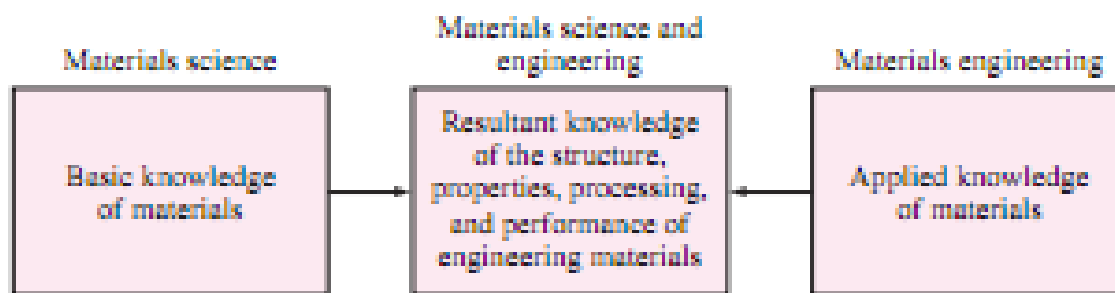 Materials science
Materials science and
engineering
Materials engineering
Basic knowledge
of materials
Resultant knowledge
of the structure,
properties, processing,
and performance of
engineering materials
Applied knowledge
of materials